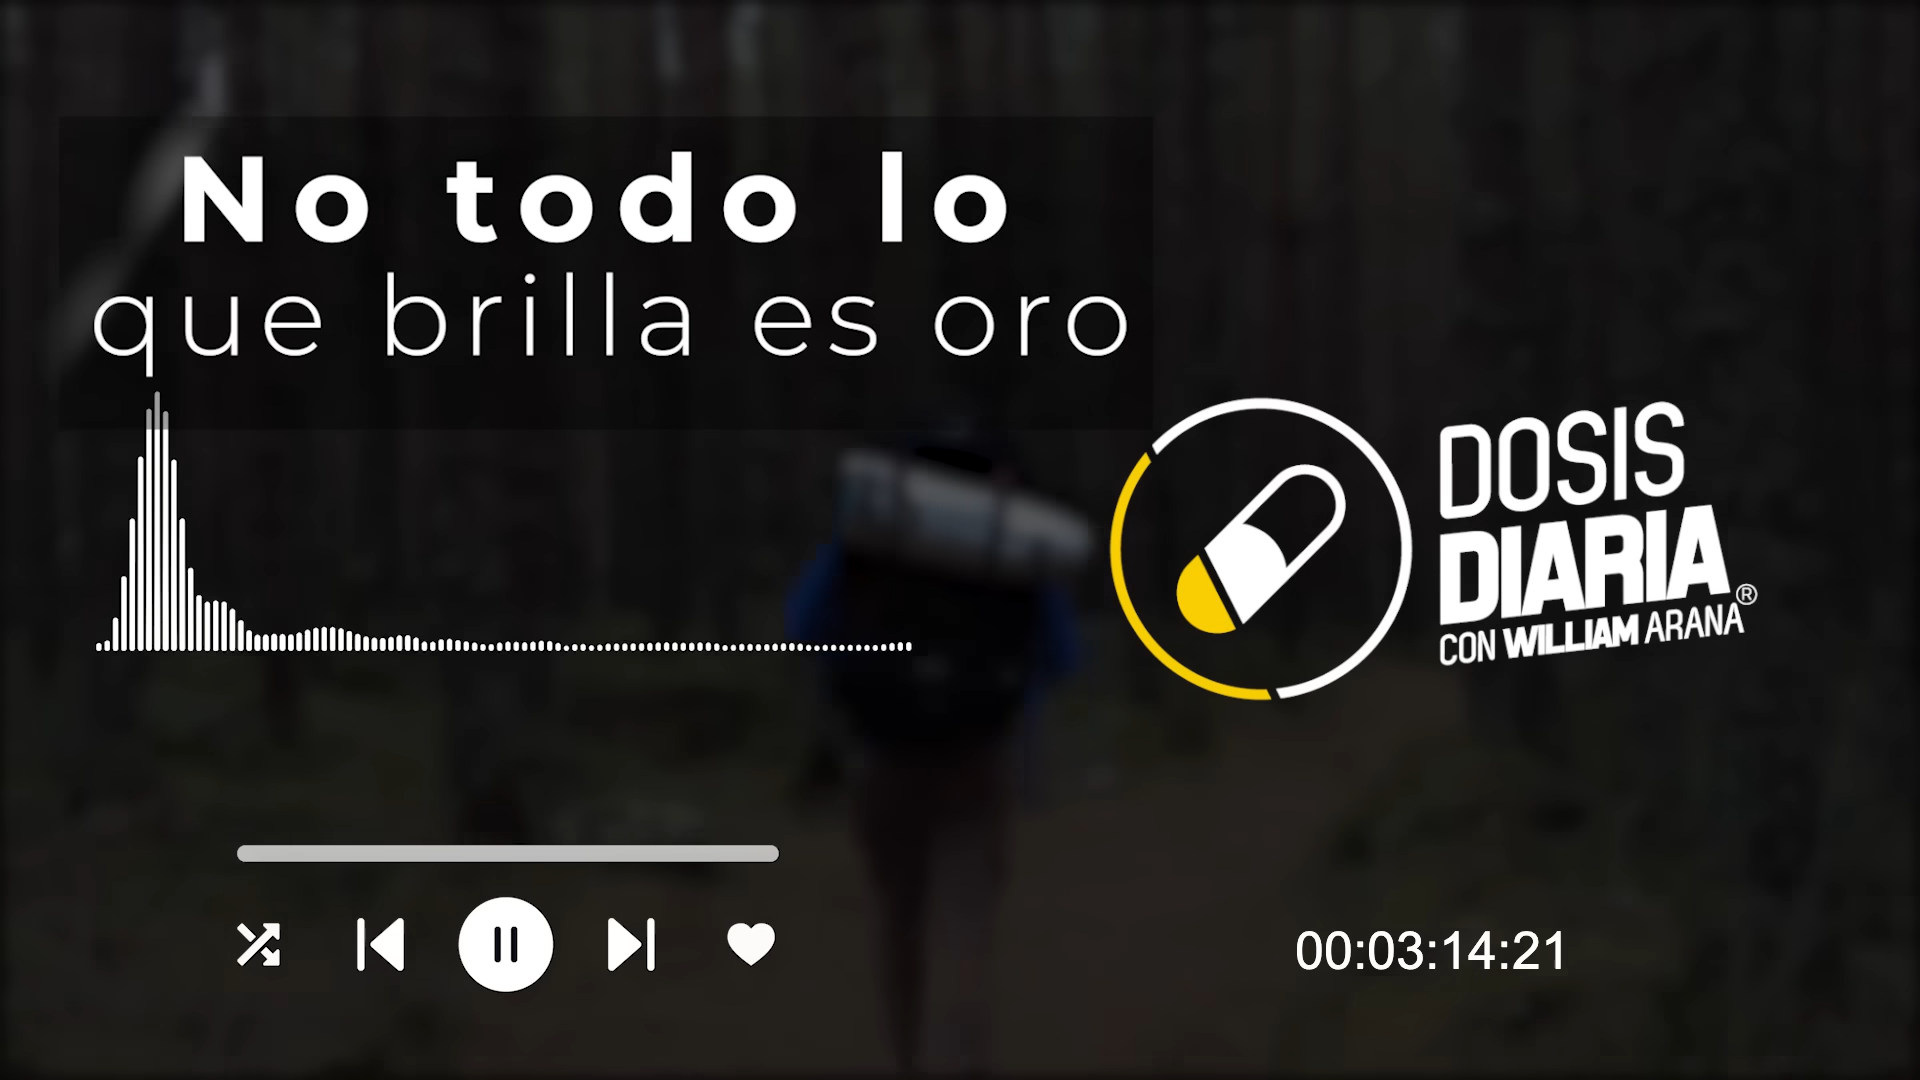 No todo lo
que brilla es oro
DOSIS
DIARIA®
CON WILLIAM ARANA
00:03:14:21